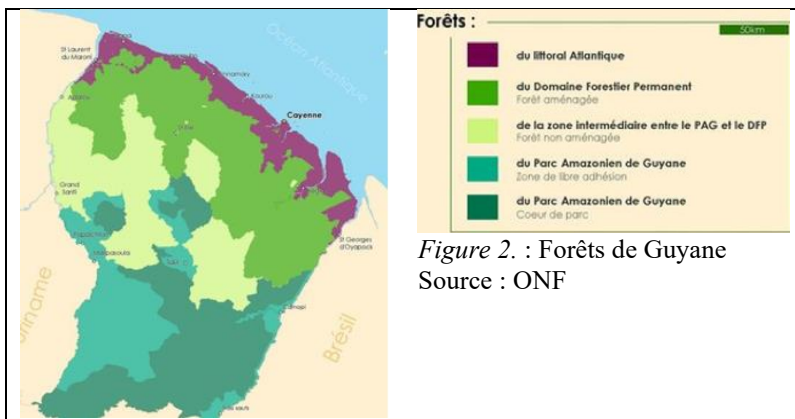 Océan Atlantique
St Laurent
du Maroni
Kourou
Cayenne
Grand
Santi
Maripasoula
St Georges
d'Oyapock
Camopi
Suriname
Brésil
Forêts :
50km
du littoral Atlantique
du Domaine Forestier Permanent
Forêt aménagée
de la zone intermédiaire entre le PAG et le DFP
Forêt non aménagée
du Parc Amazonien de Guyane
Zone de libre adhésion
du Parc Amazonien de Guyane
Coeur de parc
Figure 2. : Forêts de Guyane
Source : ONF